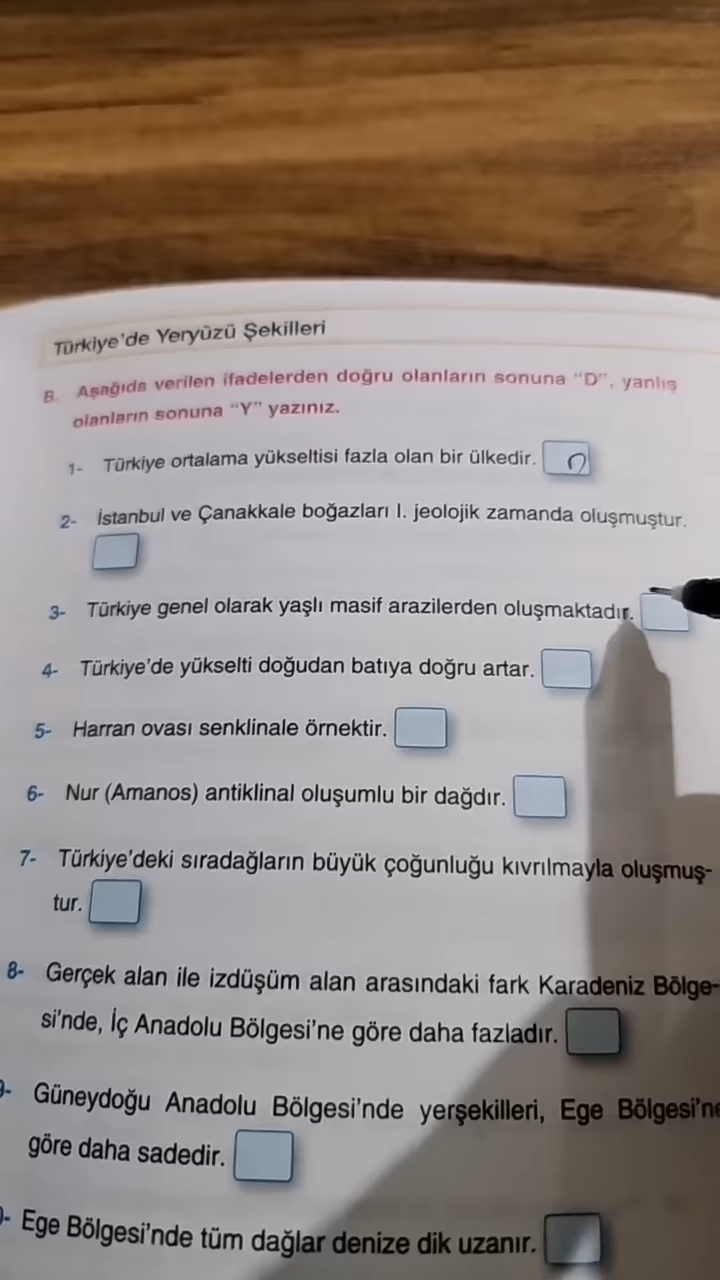 Türkiye'de Yeryüzü Şekilleri
B. Aşağıda verilen ifadelerden doğru olanların sonuna "D", yanlış
olanların sonuna "Y" yazınız.
1- Türkiye ortalama yükseltisi fazla olan bir ülkedir. D
2- İstanbul ve Çanakkale boğazları I. jeolojik zamanda oluşmuştur.
3- Türkiye genel olarak yaşlı masif arazilerden oluşmaktadır.
4- Türkiye'de yükselti doğudan batıya doğru artar.
5- Harran ovası senklinale örnektir.
6- Nur (Amanos) antiklinal oluşumlu bir dağdır.
7- Türkiye'deki sıradağların büyük çoğunluğu kıvrılmayla oluşmuş-
tur.
8- Gerçek alan ile izdüşüm alan arasındaki fark Karadeniz Bölge-
si'nde, İç Anadolu Bölgesi'ne göre daha fazladır.
9- Güneydoğu Anadolu Bölgesi'nde yerşekilleri, Ege Bölgesi'ne
göre daha sadedir.
- Ege Bölgesi'nde tüm dağlar denize dik uzanır.